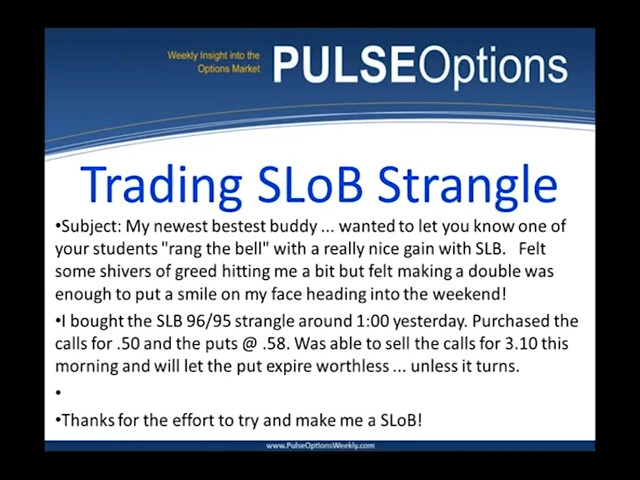 Weekly Insight into the
Options Market
PULSEOptions
Trading SLoB Strangle
•Subject: My newest bestest buddy ... wanted to let you know one of
your students "rang the bell" with a really nice gain with SLB.   Felt
some shivers of greed hitting me a bit but felt making a double was
enough to put a smile on my face heading into the weekend!
•I bought the SLB 96/95 strangle around 1:00 yesterday. Purchased the
calls for .50 and the puts @ .58. Was able to sell the calls for 3.10 this
morning and will let the put expire worthless ... unless it turns.
•
•Thanks for the effort to try and make me a SLoB!
www.PulseOptionsWeekly.com